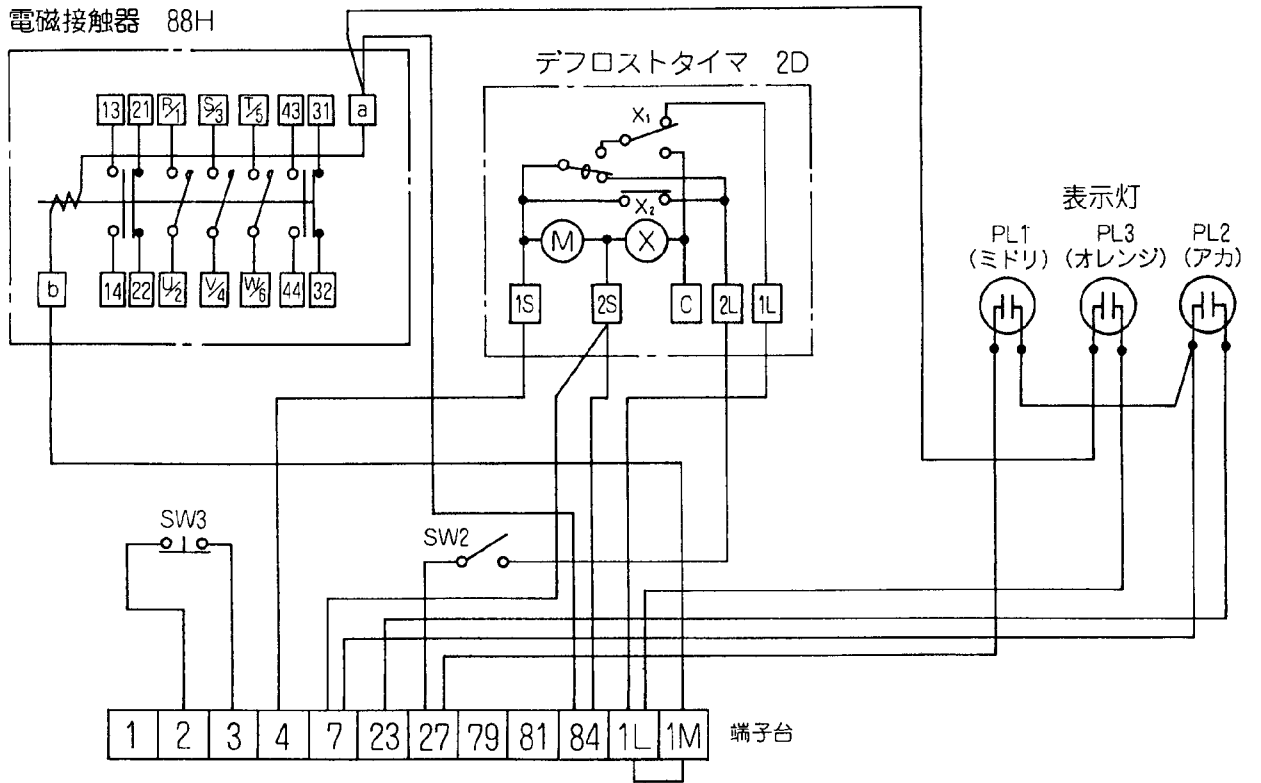 電磁接触器 88H
デフロストタイマ 2D
13 21 R/1 S/3 T/5 43 31 a
X₁
X₂
M X
b 14 22 U/2 V/4 W/6 44 32
1S 2S C 2L 1L
表示灯
PL1 PL3 PL2
(ミドリ) (オレンジ) (アカ)
SW3
SW2
1 2 3 4 7 23 27 79 81 84 1L 1M 端子台